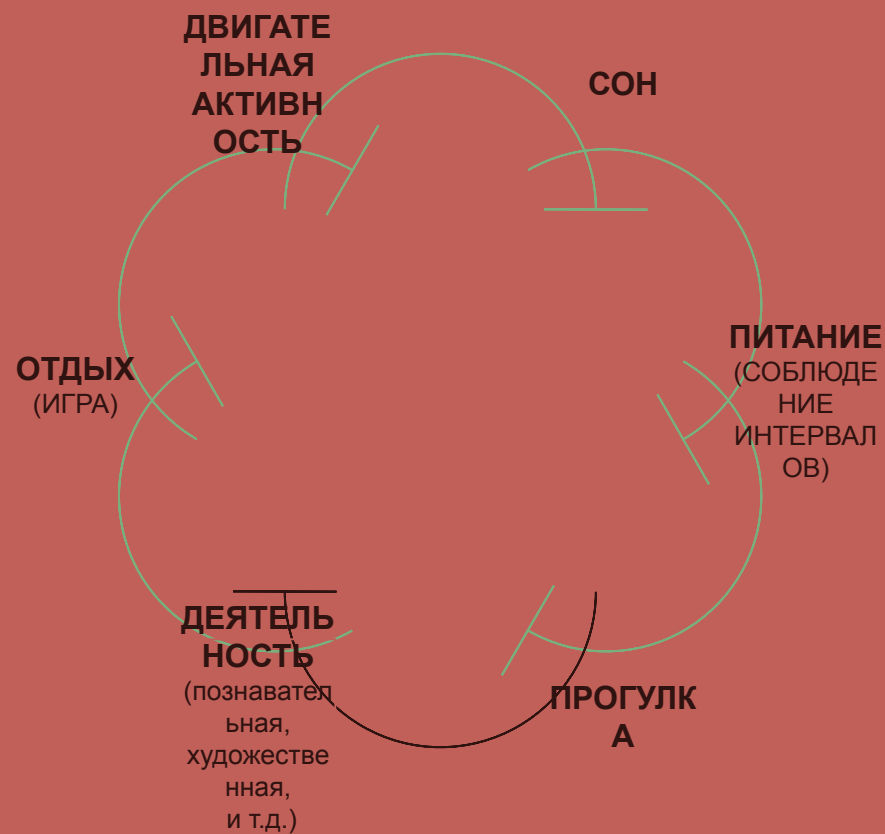 ДВИГАТЕ
ЛЬНАЯ
АКТИВН
ОСТЬ
СОН
ПИТАНИЕ
(СОБЛЮДЕ
НИЕ
ИНТЕРВАЛ
ОВ)
ПРОГУЛК
А
ДЕЯТЕЛЬ
НОСТЬ
(познавател
ьная,
художестве
нная,
и т.д.)
ОТДЫХ
(ИГРА)